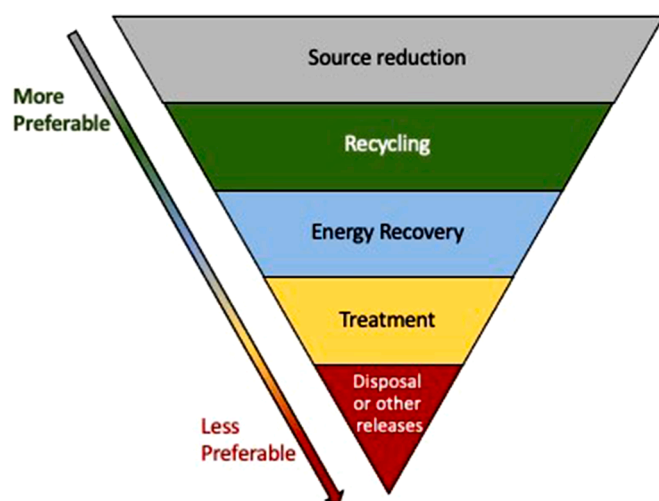 Source reduction
More
Preferable
Recycling
Energy Recovery
Treatment
Disposal
or other
releases
Less
Preferable